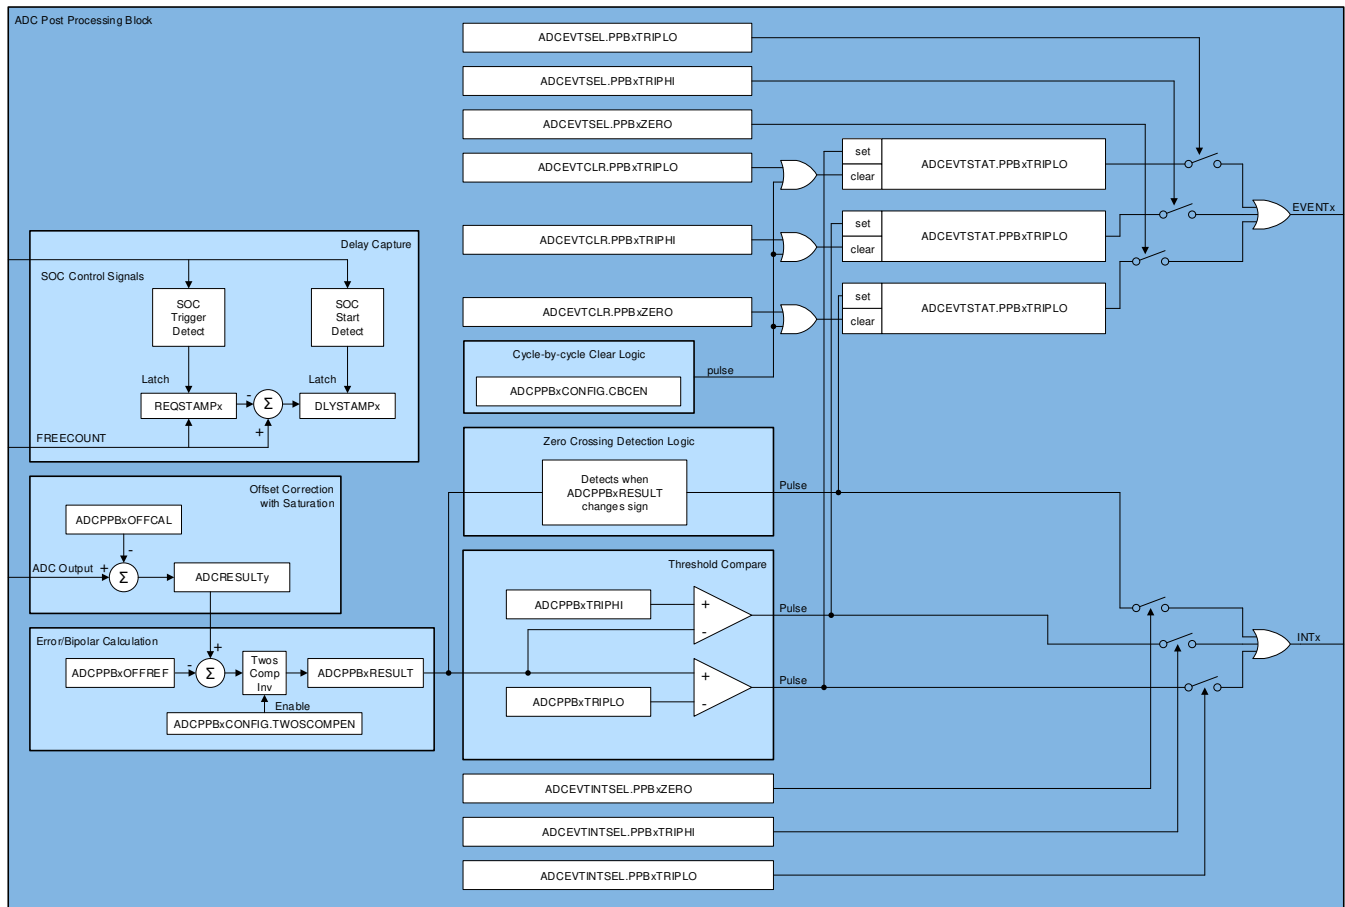 ADC Post Processing Block
ADCEVTSEL.PPBxTRIPLO
ADCEVTSEL.PPBxTRIPHI
ADCEVTSEL.PPBxZERO
ADCEVTCLR.PPBxTRIPLO
set
clear
ADCEVTSTAT.PPBxTRIPLO
ADCEVTCLR.PPBxTRIPHI
set
clear
ADCEVTSTAT.PPBxTRIPLO
EVENTx
ADCEVTCLR.PPBxZERO
set
clear
ADCEVTSTAT.PPBxTRIPLO
Delay Capture
SOC Control Signals
SOC
Trigger
Detect
SOC
Start
Detect
Latch
Latch
REQSTAMPx
-
Σ
+
DLYSTAMPx
FREECOUNT
Cycle-by-cycle Clear Logic
ADCPPBxCONFIG.CBCEN
pulse
Zero Crossing Detection Logic
Detects when
ADCPPBxRESULT
changes sign
Pulse
Offset Correction
with Saturation
ADCPPBxOFFCAL
-
ADC Output
+
Σ
ADCRESULTy
Threshold Compare
ADCPPBxTRIPHI
+
-
Pulse
ADCPPBxTRIPLO
+
-
Pulse
INTx
Error/Bipolar Calculation
+
ADCPPBxOFFREF
-
Σ
Twos
Comp
Inv
ADCPPBxRESULT
Enable
ADCPPBxCONFIG.TWOSCOMPEN
ADCEVTINTSEL.PPBxZERO
ADCEVTINTSEL.PPBxTRIPHI
ADCEVTINTSEL.PPBxTRIPLO